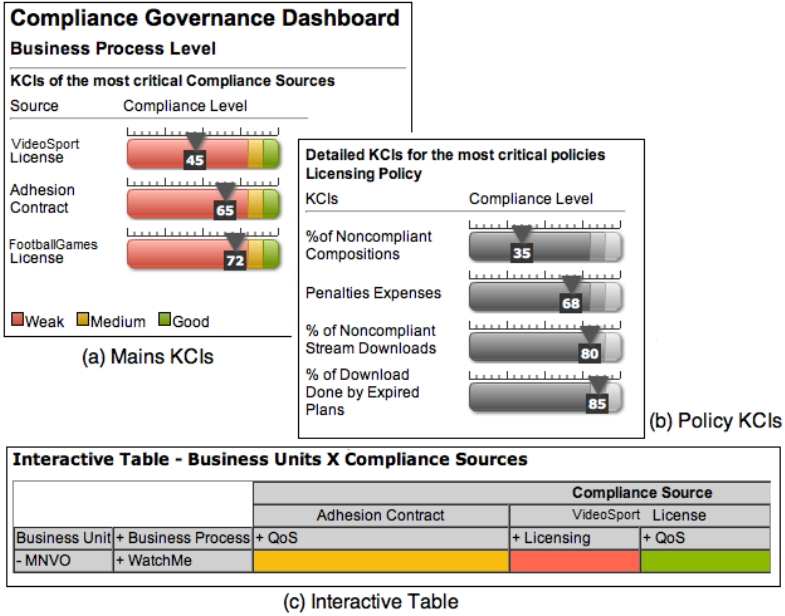 Compliance Governance Dashboard
Business Process Level
KCIs of the most critical Compliance Sources
Source Compliance Level
VideoSport
License
45
Adhesion
Contract
65
FootballGames
License
72
Weak Medium Good
(a) Mains KCIs
Detailed KCIs for the most critical policies
Licensing Policy
KCIs Compliance Level
%of Noncompliant
Compositions
35
Penalties Expenses
68
% of Noncompliant
Stream Downloads
80
% of Download
Done by Expired
Plans
85
(b) Policy KCIs
Interactive Table - Business Units X Compliance Sources
Compliance Source
Adhesion Contract VideoSport License
Business Unit + Business Process + QoS + Licensing + QoS
- MNVO + WatchMe
(c) Interactive Table